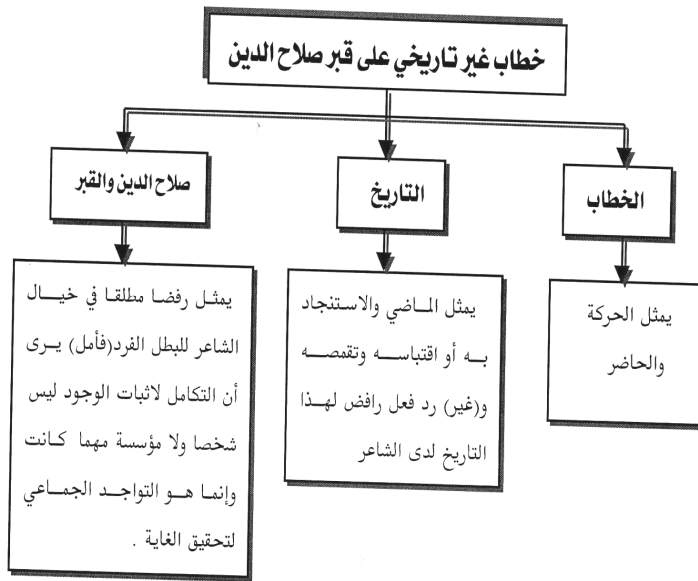 خطاب غير تاريخي على قبر صلاح الدين
الخطاب
التاريخ
صلاح الدين والقبر
يمثل الحركة
والحاضر
يمثل الماضي والاستنجاد
به أو اقتباسه وتقمصه
و(غير) رد فعل رافض لهذا
التاريخ لدى الشاعر
يمثل رفضا مطلقا في خيال
الشاعر للبطل الفرد(فأمل) يرى
أن التكامل لاثبات الوجود ليس
شخصا ولا مؤسسة مهما كانت
وإنما هو التواجد الجماعي
لتحقيق الغاية .